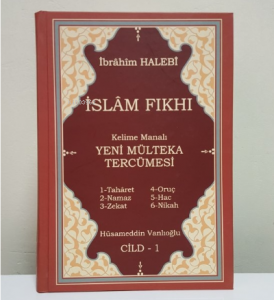 İbrâhîm HALEBÎ
İSLÂM FIKHI
Kelime Manalı
YENİ MÜLTEKA
TERCÜMESİ
1-Tahâret 4-Oruç
2-Namaz 5-Hac
3-Zekat 6-Nikah
Hüsameddin Vanlıoğlu
CİLD - 1